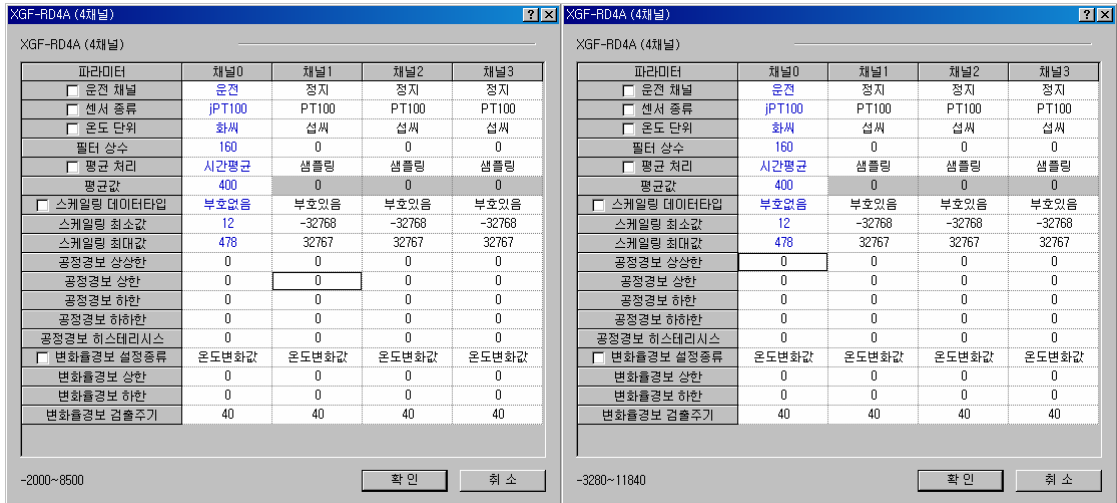 XGF-RD4A (4채널)
XGF-RD4A (4채널)
파라미터 채널0 채널1 채널2 채널3
운전 채널 운전 정지 정지 정지
센서 종류 jPT100 PT100 PT100 PT100
온도 단위 화씨 섭씨 섭씨 섭씨
필터 상수 160 0 0 0
평균 처리 시간평균 샘플링 샘플링 샘플링
평균값 400 0 0 0
스케일링 데이터타입 부호없음 부호있음 부호있음 부호있음
스케일링 최소값 12 -32768 -32768 -32768
스케일링 최대값 478 32767 32767 32767
공정경보 상상한 0 0 0 0
공정경보 상한 0 0 0 0
공정경보 하한 0 0 0 0
공정경보 하하한 0 0 0 0
공정경보 히스테리시스 0 0 0 0
변화율경보 설정종류 온도변화값 온도변화값 온도변화값 온도변화값
변화율경보 상한 0 0 0 0
변화율경보 하한 0 0 0 0
변화율경보 검출주기 40 40 40 40
-2000~8500 확인 취소
XGF-RD4A (4채널)
XGF-RD4A (4채널)
파라미터 채널0 채널1 채널2 채널3
운전 채널 운전 정지 정지 정지
센서 종류 jPT100 PT100 PT100 PT100
온도 단위 화씨 섭씨 섭씨 섭씨
필터 상수 160 0 0 0
평균 처리 시간평균 샘플링 샘플링 샘플링
평균값 400 0 0 0
스케일링 데이터타입 부호없음 부호있음 부호있음 부호있음
스케일링 최소값 12 -32768 -32768 -32768
스케일링 최대값 478 32767 32767 32767
공정경보 상상한 0 0 0 0
공정경보 상한 0 0 0 0
공정경보 하한 0 0 0 0
공정경보 하하한 0 0 0 0
공정경보 히스테리시스 0 0 0 0
변화율경보 설정종류 온도변화값 온도변화값 온도변화값 온도변화값
변화율경보 상한 0 0 0 0
변화율경보 하한 0 0 0 0
변화율경보 검출주기 40 40 40 40
-3280~11840 확인 취소